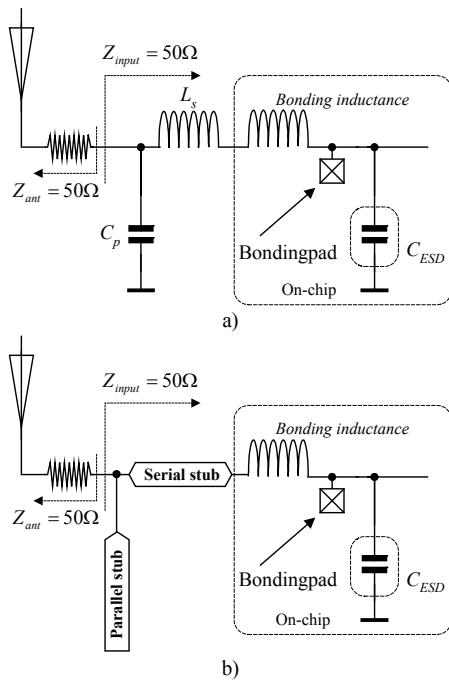 Z_input = 50Ω
L_s
Bonding inductance
Z_ant = 50Ω
C_p
Bondingpad
C_ESD
On-chip
a)
Z_input = 50Ω
Bonding inductance
Serial stub
Z_ant = 50Ω
Parallel stub
Bondingpad
C_ESD
On-chip
b)